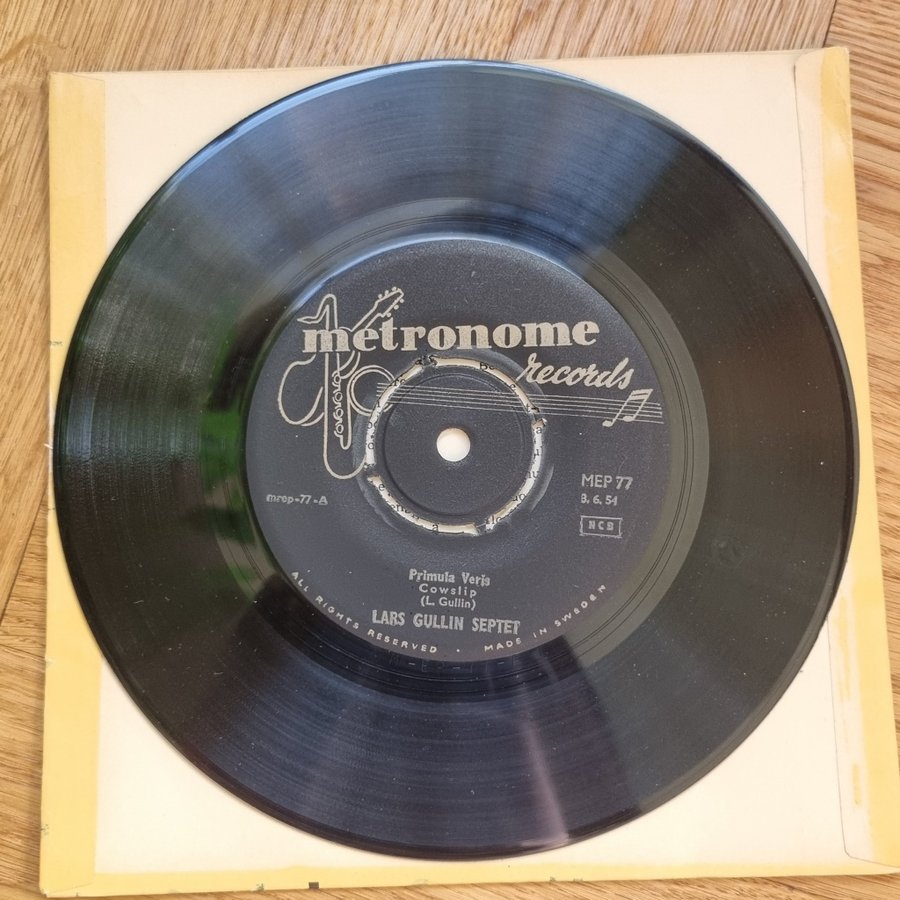 metronome
records
MEP 77
8. 6. 54
NCB
mrep-77-A
Primula Veris
Cowslip
(L. Gullin)
LARS GULLIN SEPTET
ALL RIGHTS RESERVED · MADE IN SWEDEN